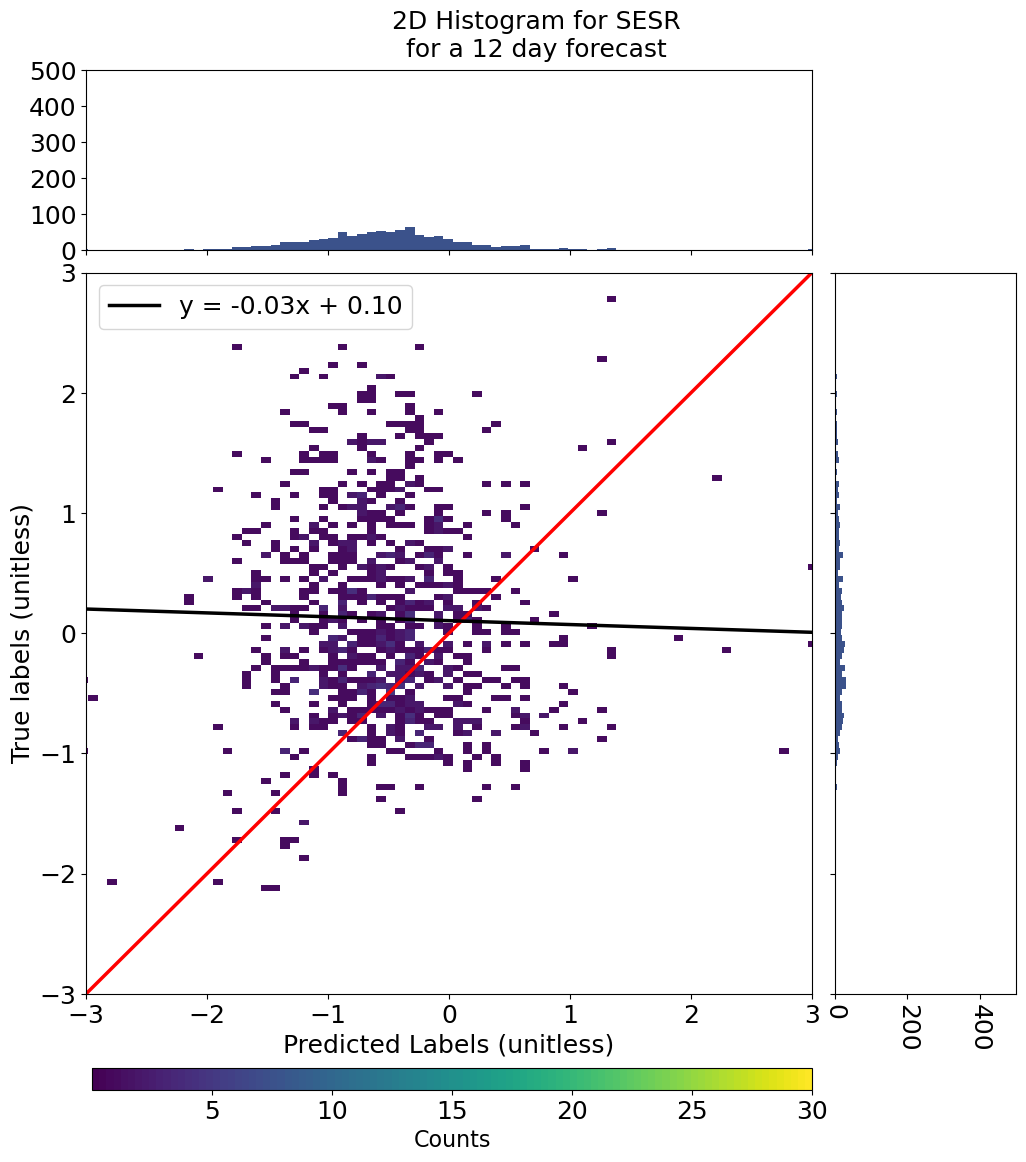 2D Histogram for SESR
for a 12 day forecast
500
400
300
200
100
0
3
2
1
0
−1
−2
−3
y = -0.03x + 0.10
True labels (unitless)
−3 −2 −1 0 1 2 3
Predicted Labels (unitless)
0 200 400
5 10 15 20 25 30
Counts